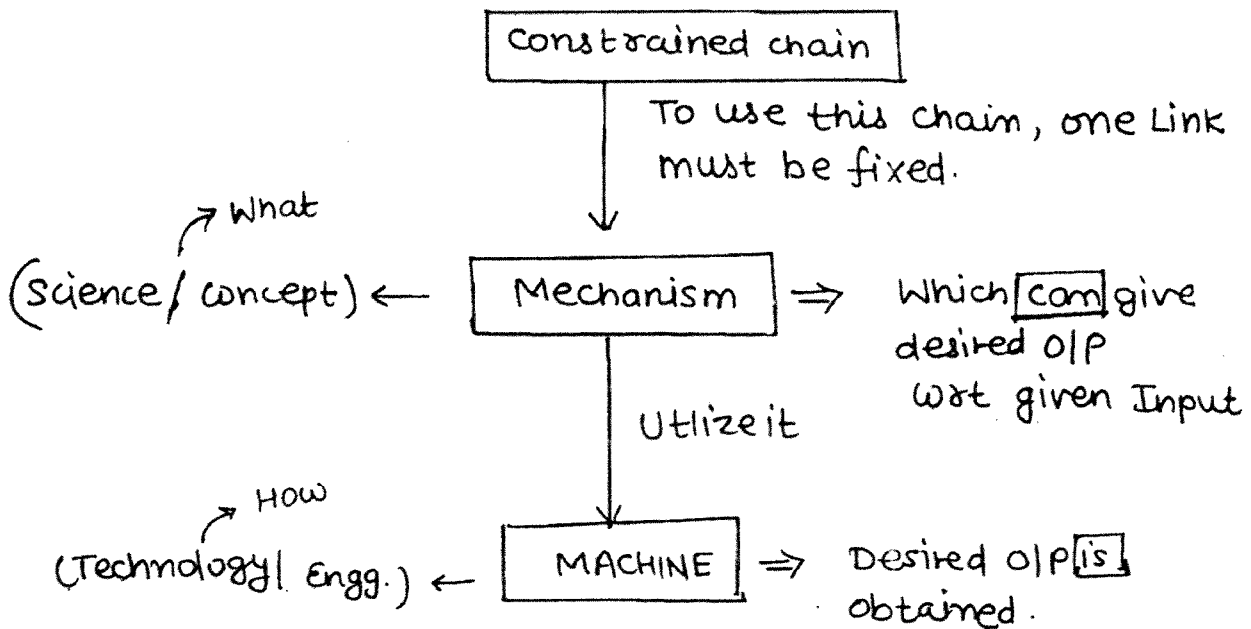 Constrained chain
To use this chain, one Link
must be fixed.
What
(Science / concept) ← Mechanism ⇒ Which can give
desired O/P
wrt given Input
Utlize it
HOW
(Technology/ Engg.) ← MACHINE ⇒ Desired O/P is
obtained.